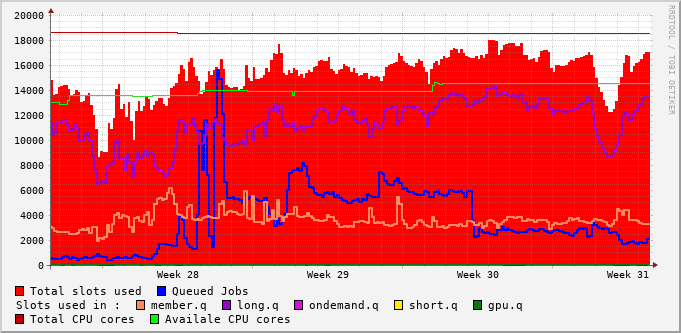 20000
18000
16000
14000
12000
10000
8000
6000
4000
2000
0
Week 28 Week 29 Week 30 Week 31
RRDTOOL / TOBI OETIKER
Total slots used Queued Jobs
Slots used in : member.q long.q ondemand.q short.q gpu.q
Total CPU cores Availale CPU cores